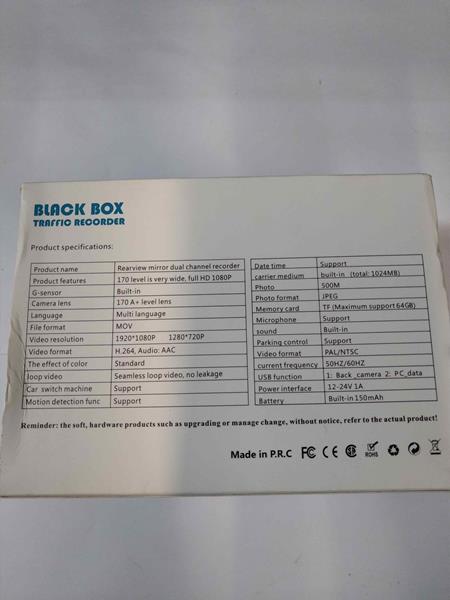 BLACK BOX
TRAFFIC RECORDER
Product specifications:
Product name Rearview mirror dual channel recorder
Product features 170 level is very wide, full HD 1080P
G-sensor Built-in
Camera lens 170 A+ level lens
Language Multi language
File format MOV
Video resolution 1920*1080P 1280*720P
Video format H.264, Audio: AAC
The effect of color Standard
loop video Seamless loop video, no leakage
Car switch machine Support
Motion detection func Support
Date time Support
carrier medium built-in (total: 1024MB)
Photo 500M
Photo format JPEG
Memory card TF (Maximum support 64GB)
Microphone Support
sound Built-in
Parking control Support
Video format PAL/NTSC
current frequency 50HZ/60HZ
USB function 1: Back _camera 2: PC_data
Power interface 12-24V 1A
Battery Built-in 150mAh
Reminder: the soft, hardware products such as upgrading or manage change, without notice, refer to the actual product!
Made in P.R.C FC CE ROHS